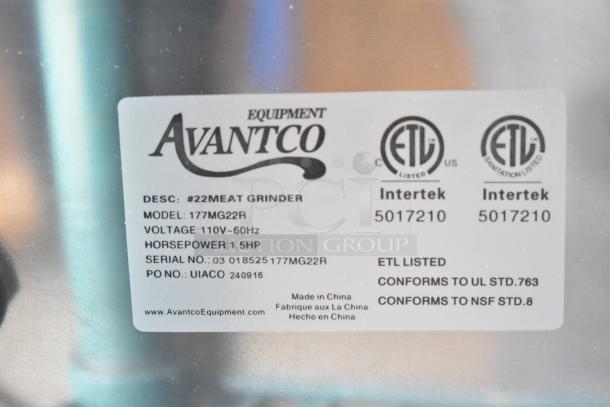 EQUIPMENT
AVANTCO
DESC: #22MEAT GRINDER
MODEL: 177MG22R
VOLTAGE: 110V-60Hz
HORSEPOWER: 1.5HP
SERIAL NO.: 03 018525 177MG22R
PO NO.: UIACO 240916
www.AvantcoEquipment.com
Made in China
Fabrique aux La China
Hecho en China
C ETL US
LISTED
Intertek
5017210
ETL
SANITATION LISTED
Intertek
5017210
ETL LISTED
CONFORMS TO UL STD.763
CONFORMS TO NSF STD.8
PCI
AUCTION GROUP